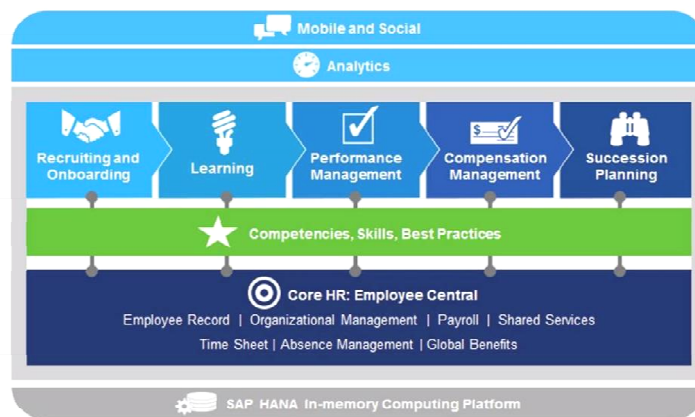 Mobile and Social
Analytics
Recruiting and
Onboarding
Learning
Performance
Management
$
Compensation
Management
Succession
Planning
Competencies, Skills, Best Practices
Core HR: Employee Central
Employee Record | Organizational Management | Payroll | Shared Services
Time Sheet | Absence Management | Global Benefits
SAP HANA In-memory Computing Platform